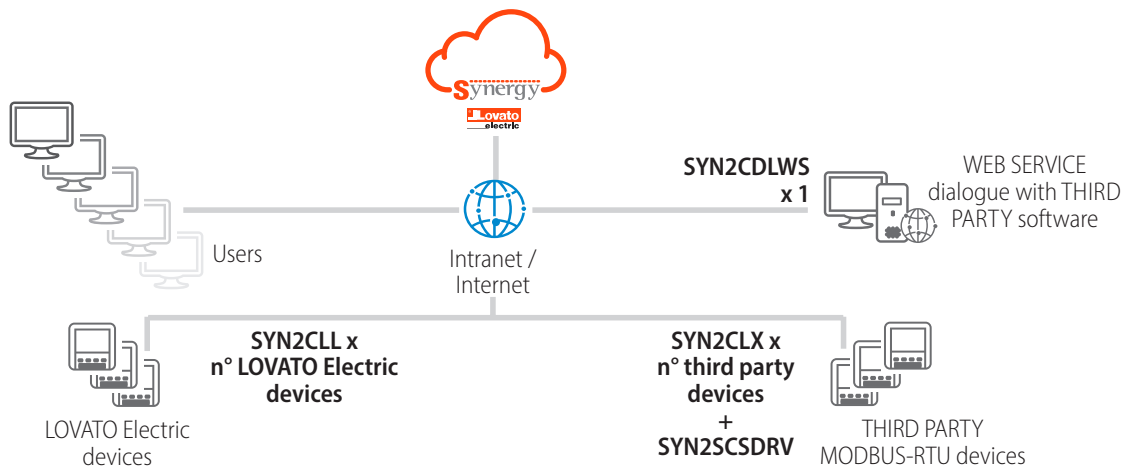 Synergy
Lovato
electric
SYN2CDLWS
x 1
WEB SERVICE
dialogue with THIRD
PARTY software
Users
Intranet /
Internet
SYN2CLL x
n° LOVATO Electric
devices
SYN2CLX x
n° third party
devices
+
SYN2SCSDRV
LOVATO Electric
devices
THIRD PARTY
MODBUS-RTU devices